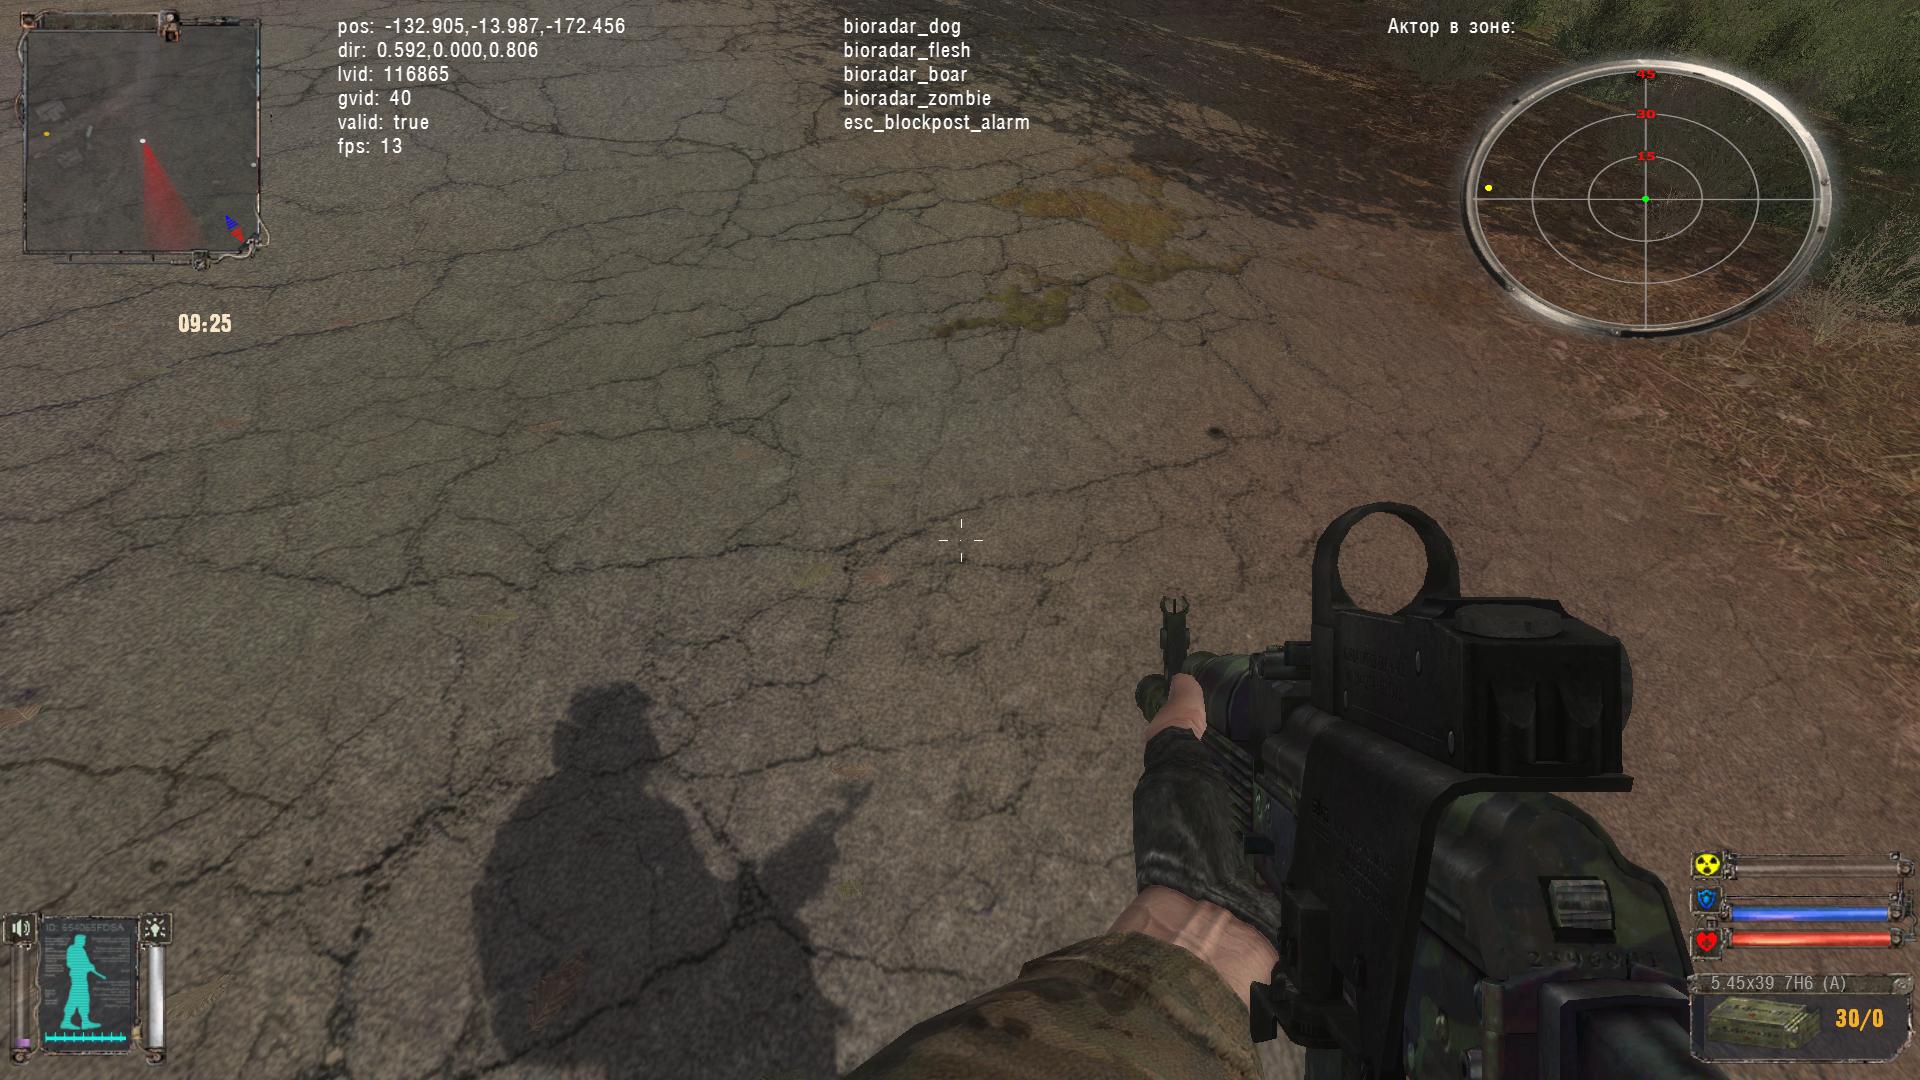 pos: -132.905,-13.987,-172.456
dir: 0.592,0.000,0.806
lvid: 116865
gvid: 40
valid: true
fps: 13
bioradar_dog
bioradar_flesh
bioradar_boar
bioradar_zombie
esc_blockpost_alarm
Актор в зоне:
45
30
15
09:25
ID: 654065FDSA
5.45x39 7H6 (A)
30/0